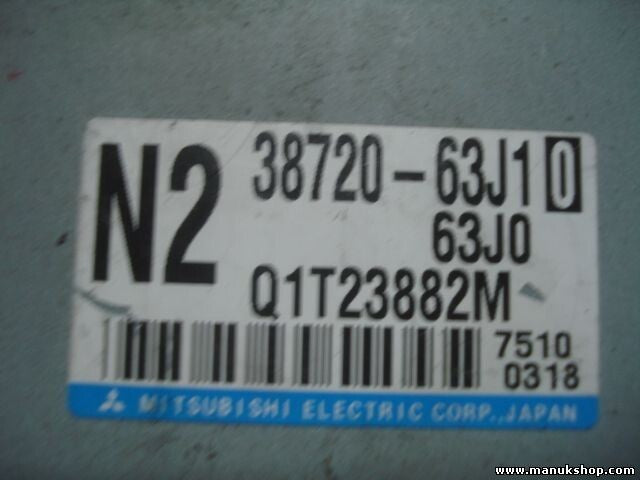 N2
38720-63J10
63J0
Q1T23882M
7510
0318
MITSUBISHI ELECTRIC CORP., JAPAN
www.manukshop.com